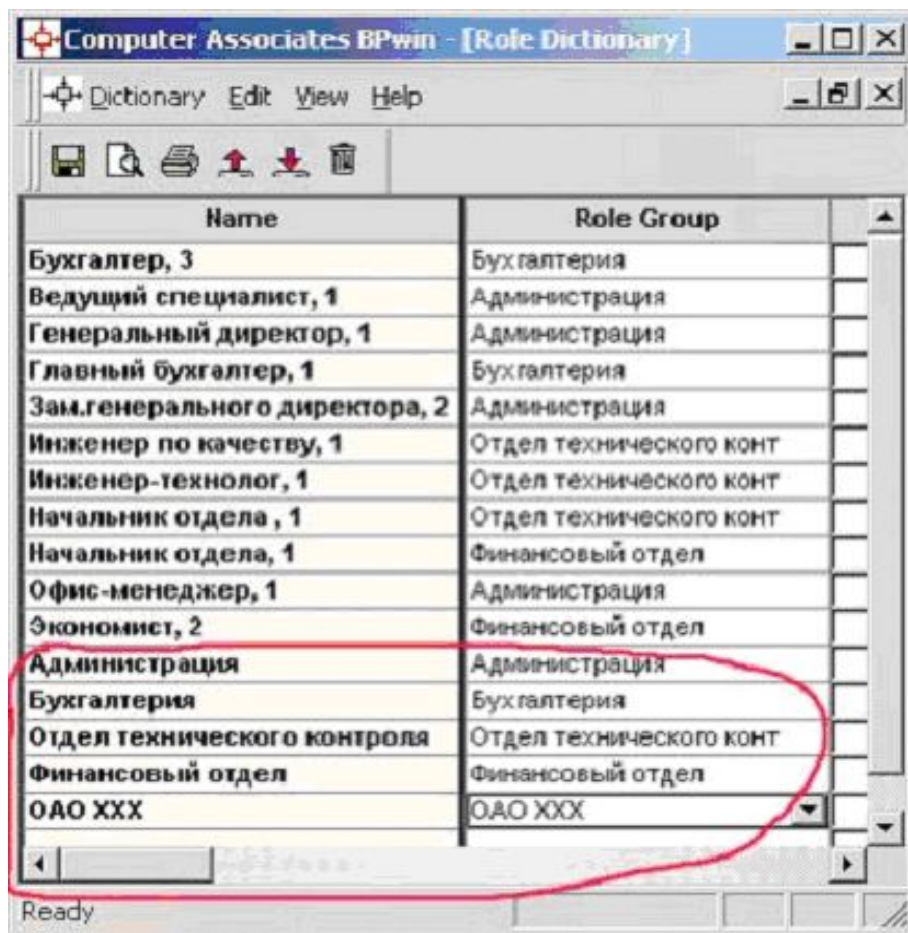 Computer Associates BPwin - [Role Dictionary]
Dictionary Edit View Help
Name Role Group
Бухгалтер, 3 Бухгалтерия
Ведущий специалист, 1 Администрация
Генеральный директор, 1 Администрация
Главный бухгалтер, 1 Бухгалтерия
Зам.генерального директора, 2 Администрация
Инженер по качеству, 1 Отдел технического конт
Инженер-технолог, 1 Отдел технического конт
Начальник отдела , 1 Отдел технического конт
Начальник отдела, 1 Финансовый отдел
Офис-менеджер, 1 Администрация
Экономист, 2 Финансовый отдел
Администрация Администрация
Бухгалтерия Бухгалтерия
Отдел технического контроля Отдел технического конт
Финансовый отдел Финансовый отдел
ОАО ХХХ ОАО ХХХ
Ready